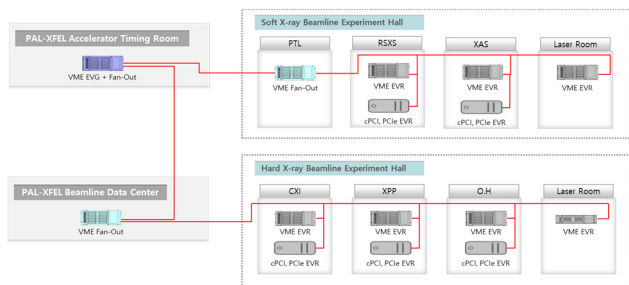 PAL-XFEL Accelerator Timing Room
VME EVG + Fan-Out
Soft X-ray Beamline Experiment Hall
PTL
RSXS
XAS
Laser Room
VME Fan-Out
VME EVR
VME EVR
VME EVR
cPCI, PCIe EVR
cPCI, PCIe EVR
PAL-XFEL Beamline Data Center
VME Fan-Out
Hard X-ray Beamline Experiment Hall
CXI
XPP
O.H
Laser Room
VME EVR
VME EVR
VME EVR
VME EVR
cPCI, PCIe EVR
cPCI, PCIe EVR
cPCI, PCIe EVR